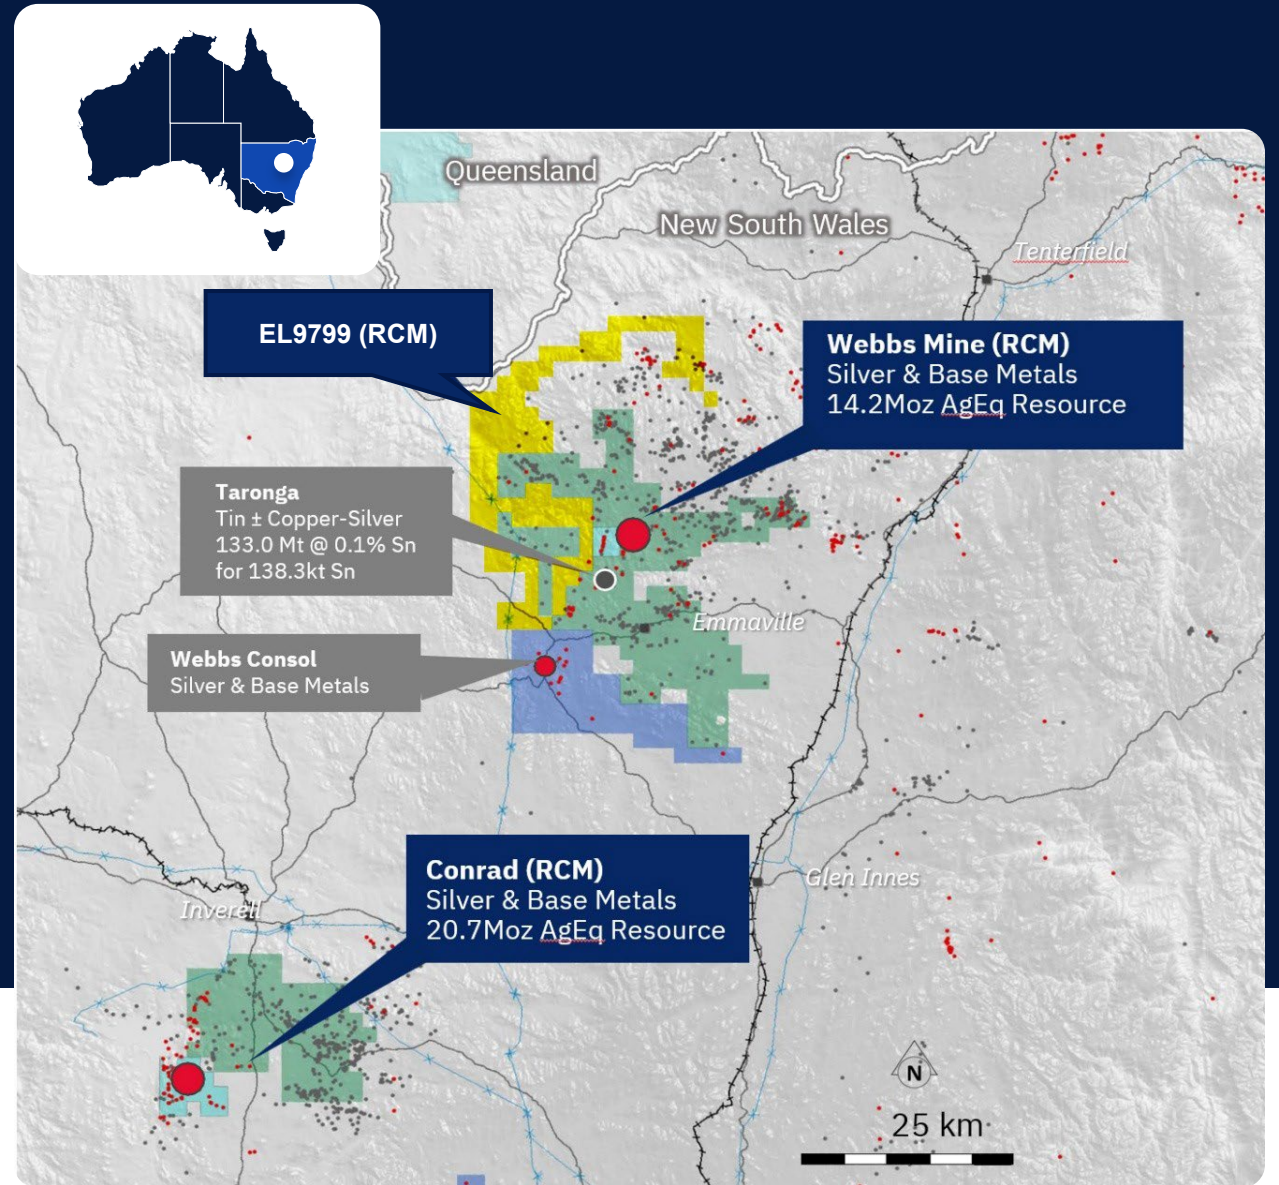 Queensland
New South Wales
Tenterfield
EL9799 (RCM)
Webbs Mine (RCM)
Silver & Base Metals
14.2Moz AgEq Resource
Taronga
Tin ± Copper-Silver
133.0 Mt @ 0.1% Sn
for 138.3kt Sn
Emmaville
Webbs Consol
Silver & Base Metals
Conrad (RCM)
Silver & Base Metals
20.7Moz AgEq Resource
Glen Innes
Inverell
N
25 km